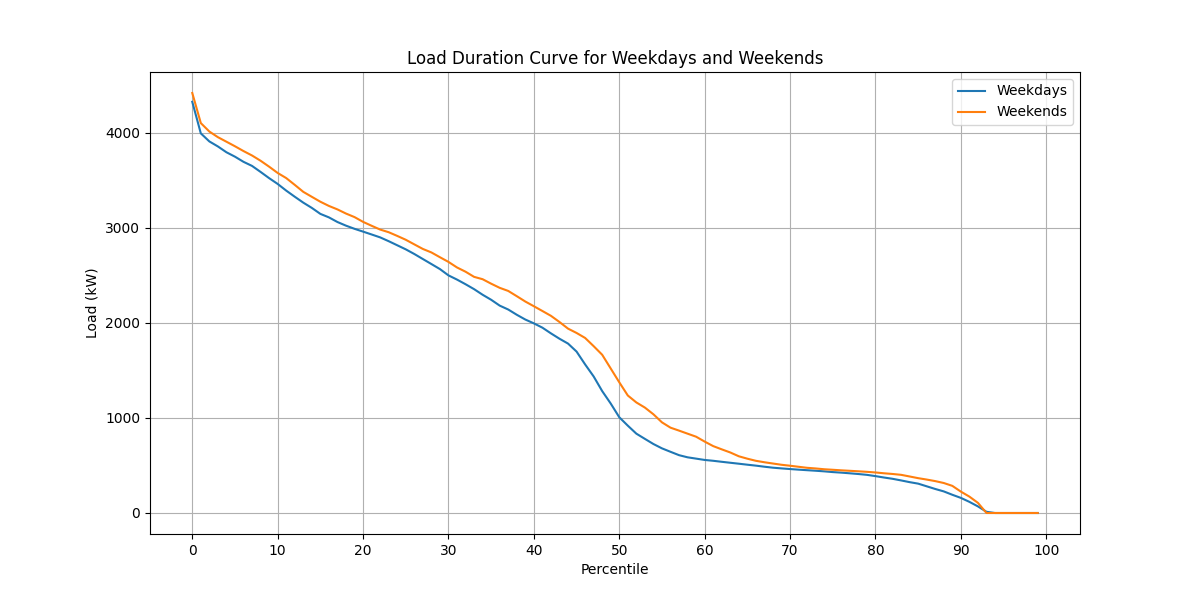 Load Duration Curve for Weekdays and Weekends
Weekdays
Weekends
4000
3000
2000
1000
0
Load (kW)
0 10 20 30 40 50 60 70 80 90 100
Percentile